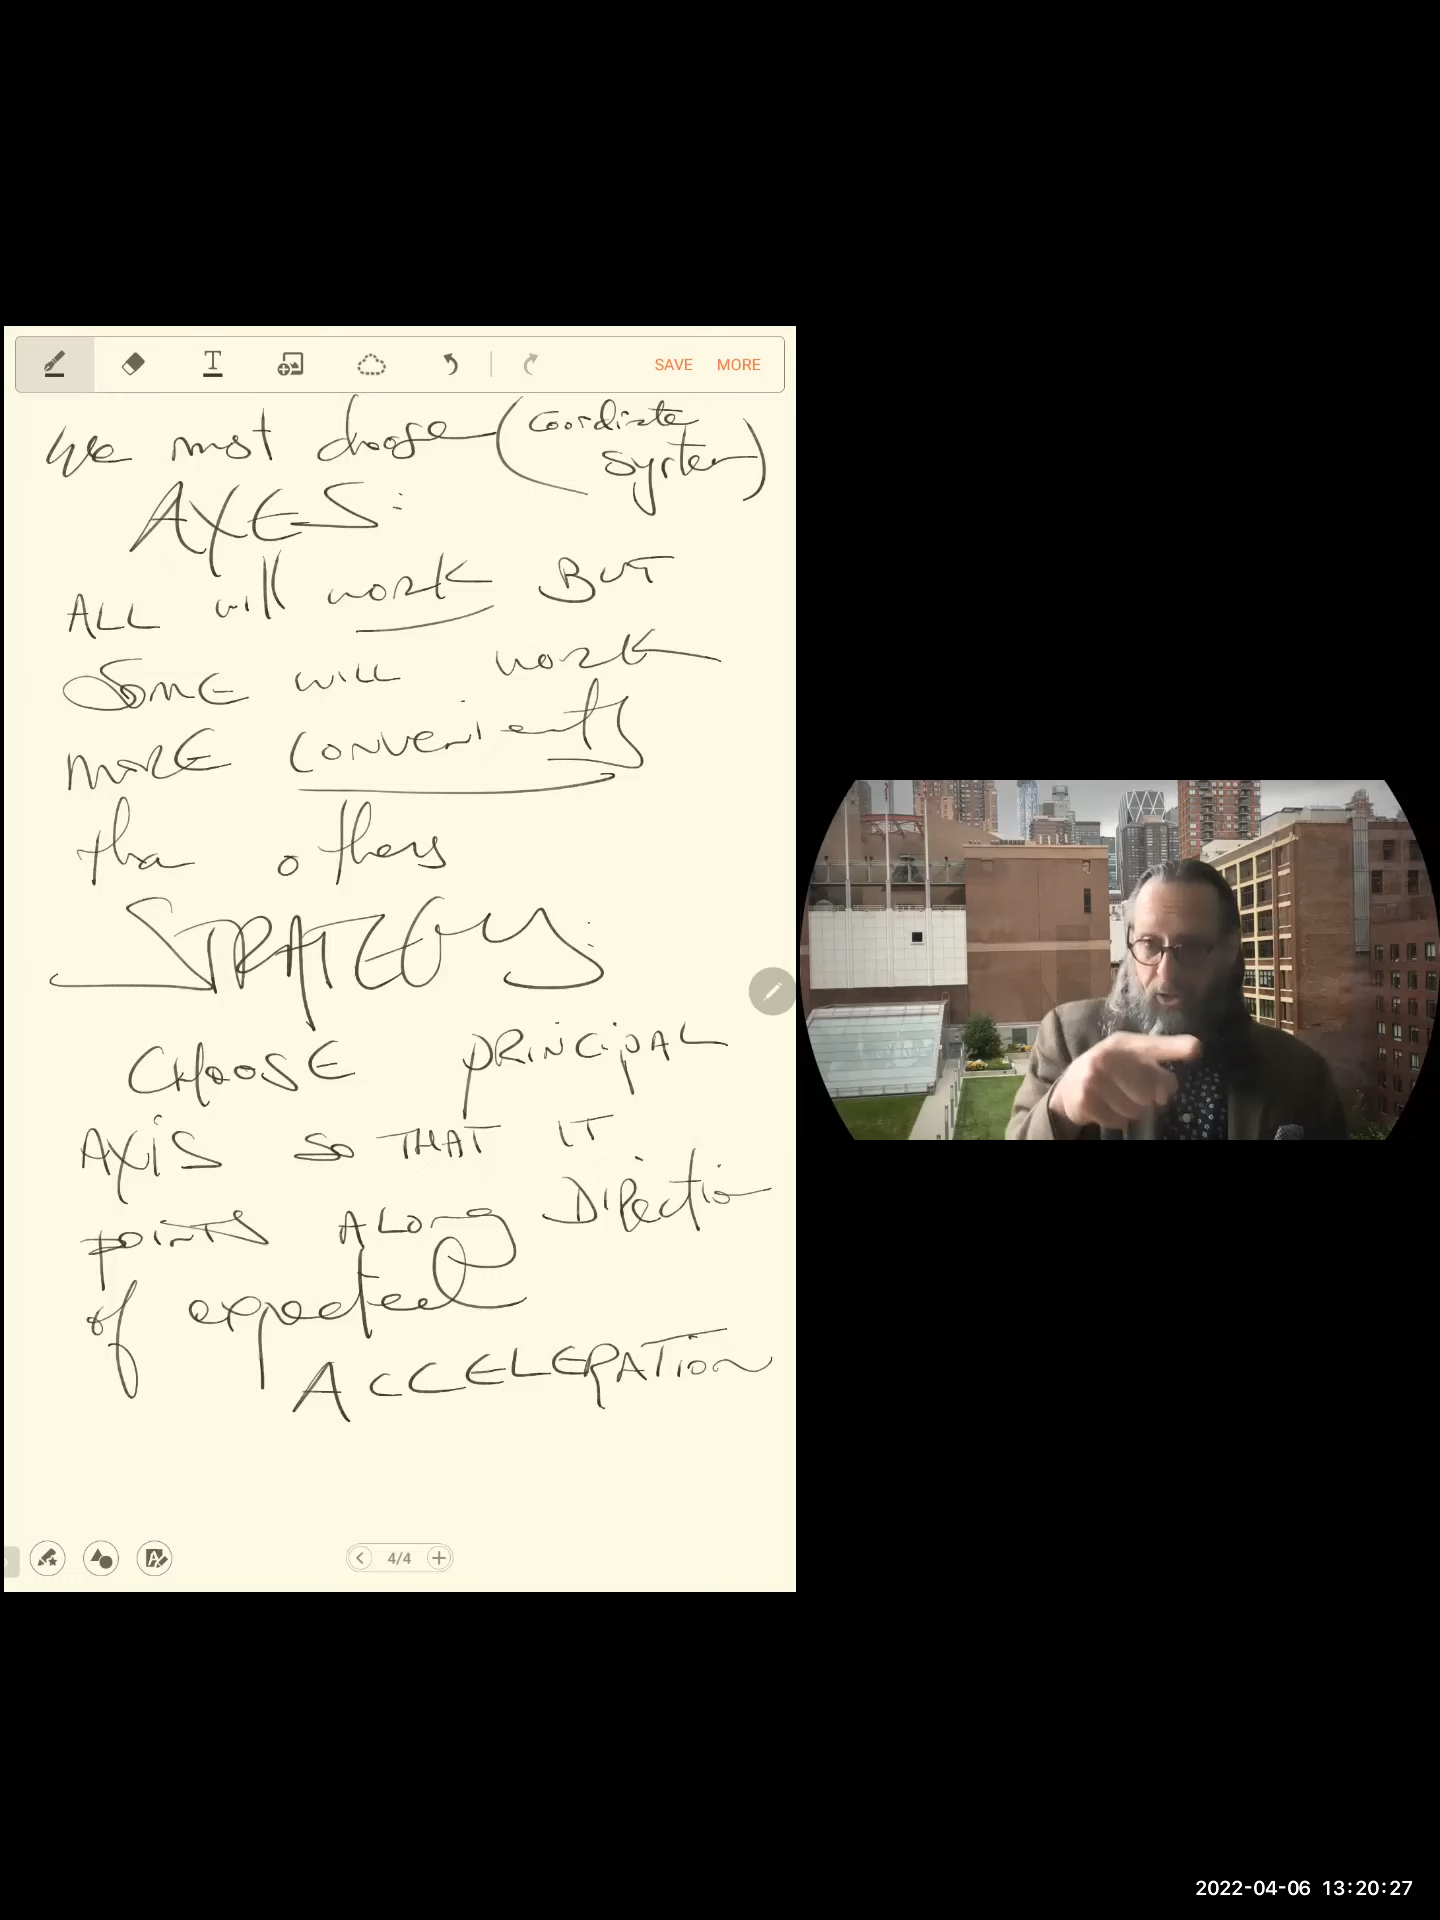 T
SAVE MORE
We must choose (coordinate
system)
AXES:
ALL will work BUT
SOME WILL WORK
MORE CONVENIENTLY
than others
STRATEGY:
CHOOSE PRINCIPAL
AXIS SO THAT IT
POINTS ALONG DIRECTION
of expected
ACCELERATION
4/4
2022-04-06 13:20:27